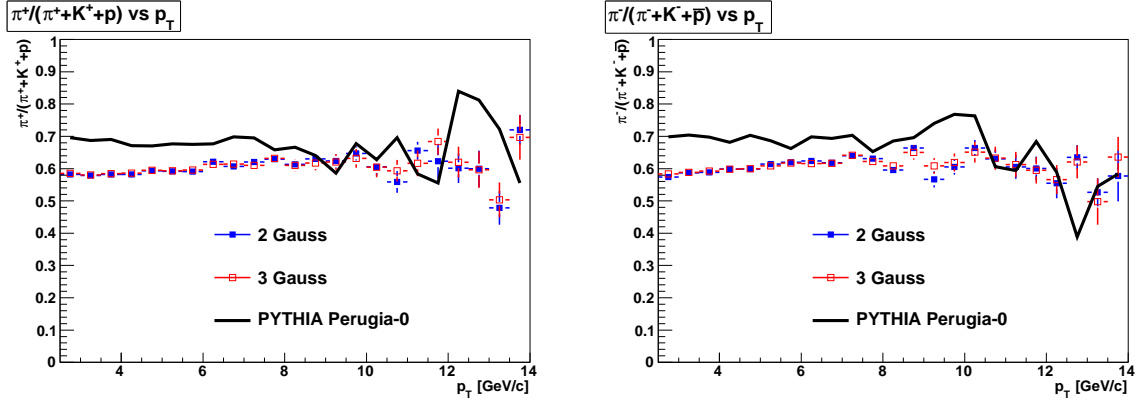 π⁺/(π⁺+K⁺+p) vs p_T
π⁺/(π⁺+K⁺+p)
1
0.9
0.8
0.7
0.6
0.5
0.4
0.3
0.2
0.1
0
2 Gauss
3 Gauss
PYTHIA Perugia-0
4 6 8 10 12 14
p_T [GeV/c]
π⁻/(π⁻+K⁻+p̅) vs p_T
π⁻/(π⁻+K⁻+p̅)
1
0.9
0.8
0.7
0.6
0.5
0.4
0.3
0.2
0.1
0
2 Gauss
3 Gauss
PYTHIA Perugia-0
4 6 8 10 12 14
p_T [GeV/c]